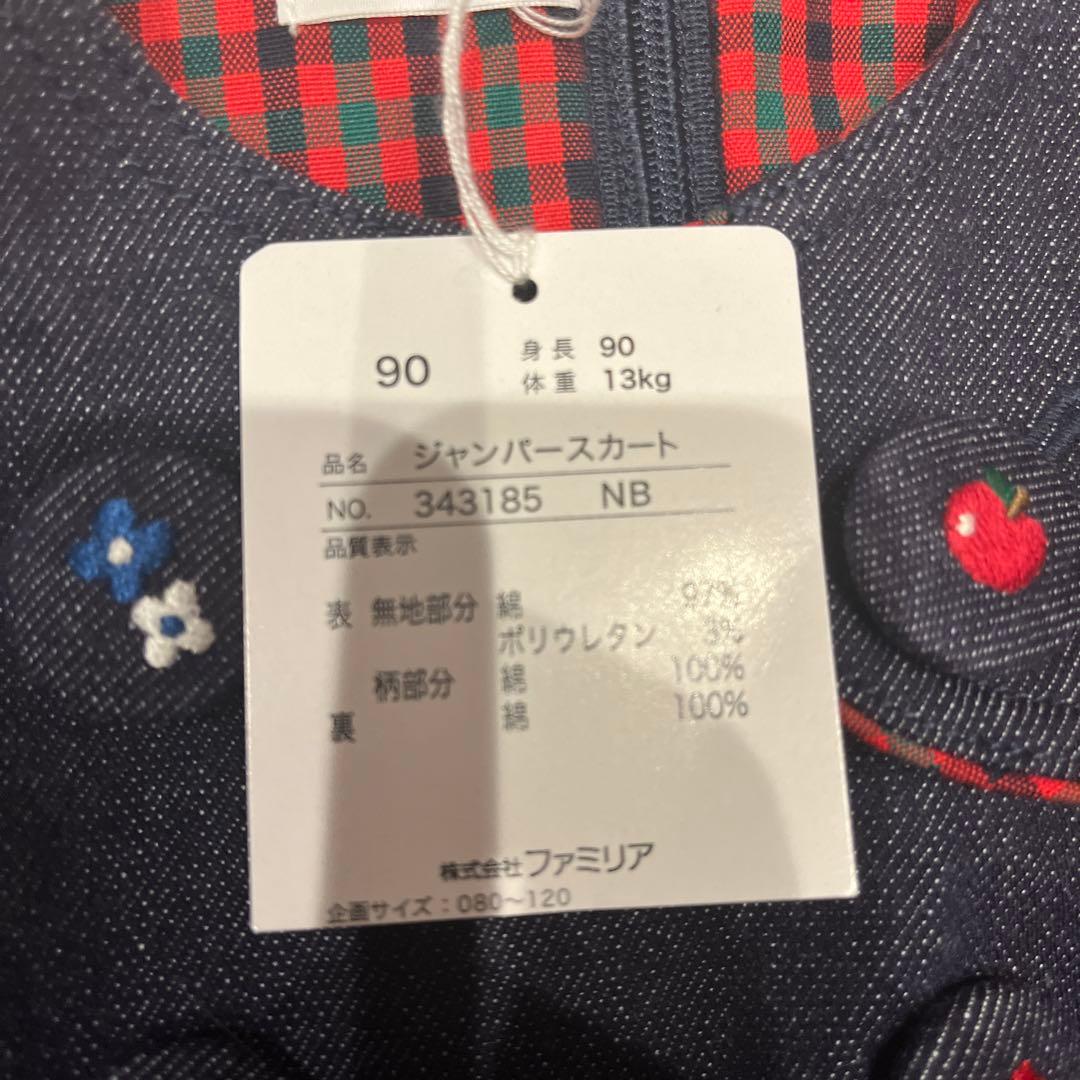 90
身長 90
体重 13kg
品名 ジャンパースカート
NO. 343185 NB
品質表示
表 無地部分 綿 97%
ポリウレタン 3%
柄部分 綿 100%
裏 綿 100%
株式会社ファミリア
企画サイズ:080〜120